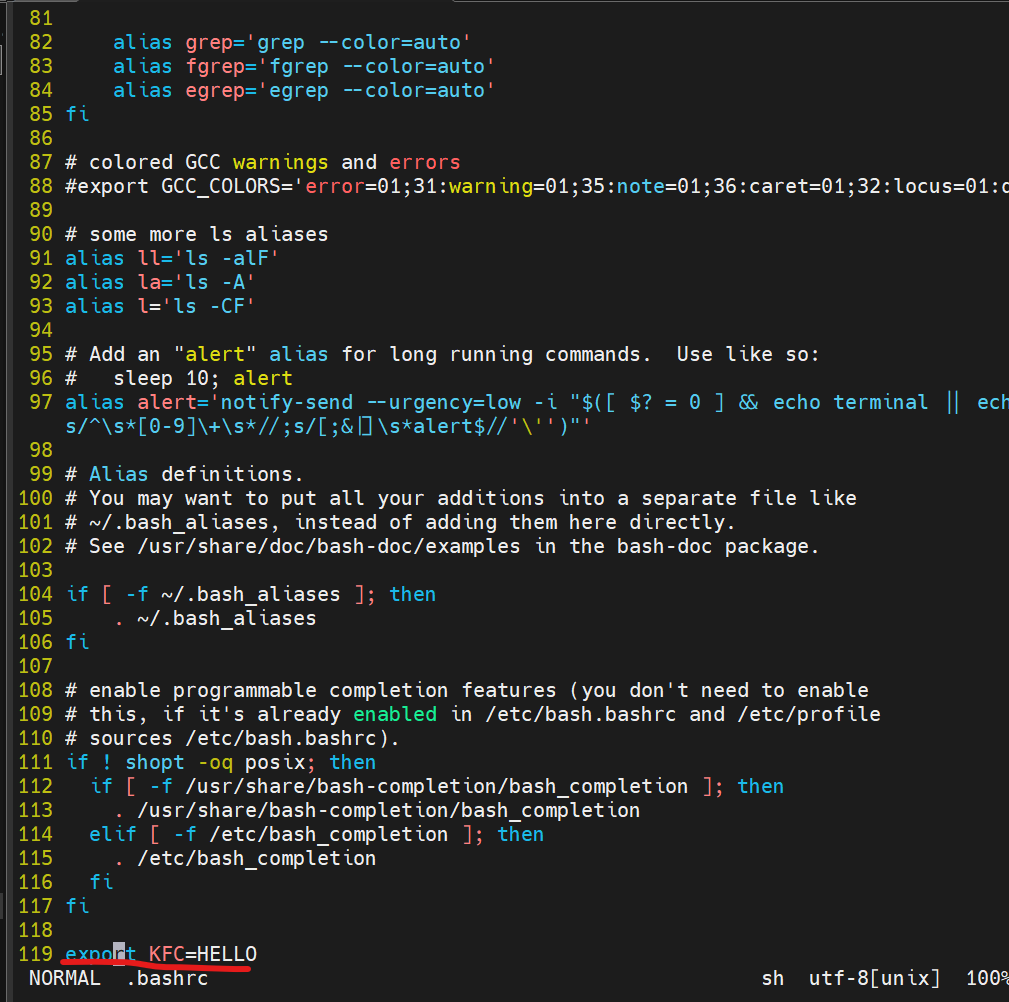 81
82     alias grep='grep --color=auto'
83     alias fgrep='fgrep --color=auto'
84     alias egrep='egrep --color=auto'
85 fi
86
87 # colored GCC warnings and errors
88 #export GCC_COLORS='error=01;31:warning=01;35:note=01;36:caret=01;32:locus=01:
89
90 # some more ls aliases
91 alias ll='ls -alF'
92 alias la='ls -A'
93 alias l='ls -CF'
94
95 # Add an "alert" alias for long running commands.  Use like so:
96 #   sleep 10; alert
97 alias alert='notify-send --urgency=low -i "$([ $? = 0 ] && echo terminal || ech
s/^\s*[0-9]\+\s*//;s/[;&|]\s*alert$//'\'')"'
98
99 # Alias definitions.
100 # You may want to put all your additions into a separate file like
101 # ~/.bash_aliases, instead of adding them here directly.
102 # See /usr/share/doc/bash-doc/examples in the bash-doc package.
103
104 if [ -f ~/.bash_aliases ]; then
105     . ~/.bash_aliases
106 fi
107
108 # enable programmable completion features (you don't need to enable
109 # this, if it's already enabled in /etc/bash.bashrc and /etc/profile
110 # sources /etc/bash.bashrc).
111 if ! shopt -oq posix; then
112   if [ -f /usr/share/bash-completion/bash_completion ]; then
113     . /usr/share/bash-completion/bash_completion
114   elif [ -f /etc/bash_completion ]; then
115     . /etc/bash_completion
116   fi
117 fi
118
119 export KFC=HELLO
NORMAL  .bashrc sh  utf-8[unix]  100%